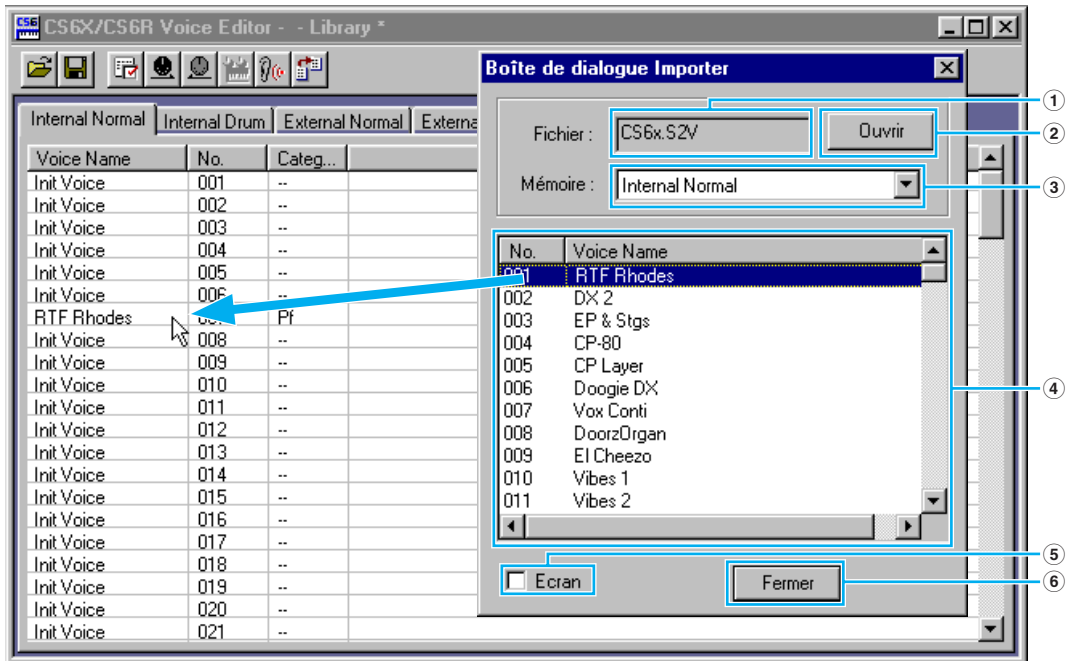 CS6 CS6X/CS6R Voice Editor - - Library *
Internal Normal Internal Drum External Normal Externa
Voice Name No. Categ...
Init Voice 001 --
Init Voice 002 --
Init Voice 003 --
Init Voice 004 --
Init Voice 005 --
Init Voice 006 --
RTF Rhodes Pf
Init Voice 008 --
Init Voice 009 --
Init Voice 010 --
Init Voice 011 --
Init Voice 012 --
Init Voice 013 --
Init Voice 014 --
Init Voice 015 --
Init Voice 016 --
Init Voice 017 --
Init Voice 018 --
Init Voice 019 --
Init Voice 020 --
Init Voice 021 --
Boîte de dialogue Importer
Fichier : CS6x.S2V Ouvrir
Mémoire : Internal Normal
No. Voice Name
001 RTF Rhodes
002 DX 2
003 EP & Stgs
004 CP-80
005 CP Layer
006 Doogie DX
007 Vox Conti
008 DoorzOrgan
009 El Cheezo
010 Vibes 1
011 Vibes 2
Ecran Fermer
①
②
③
④
⑤
⑥